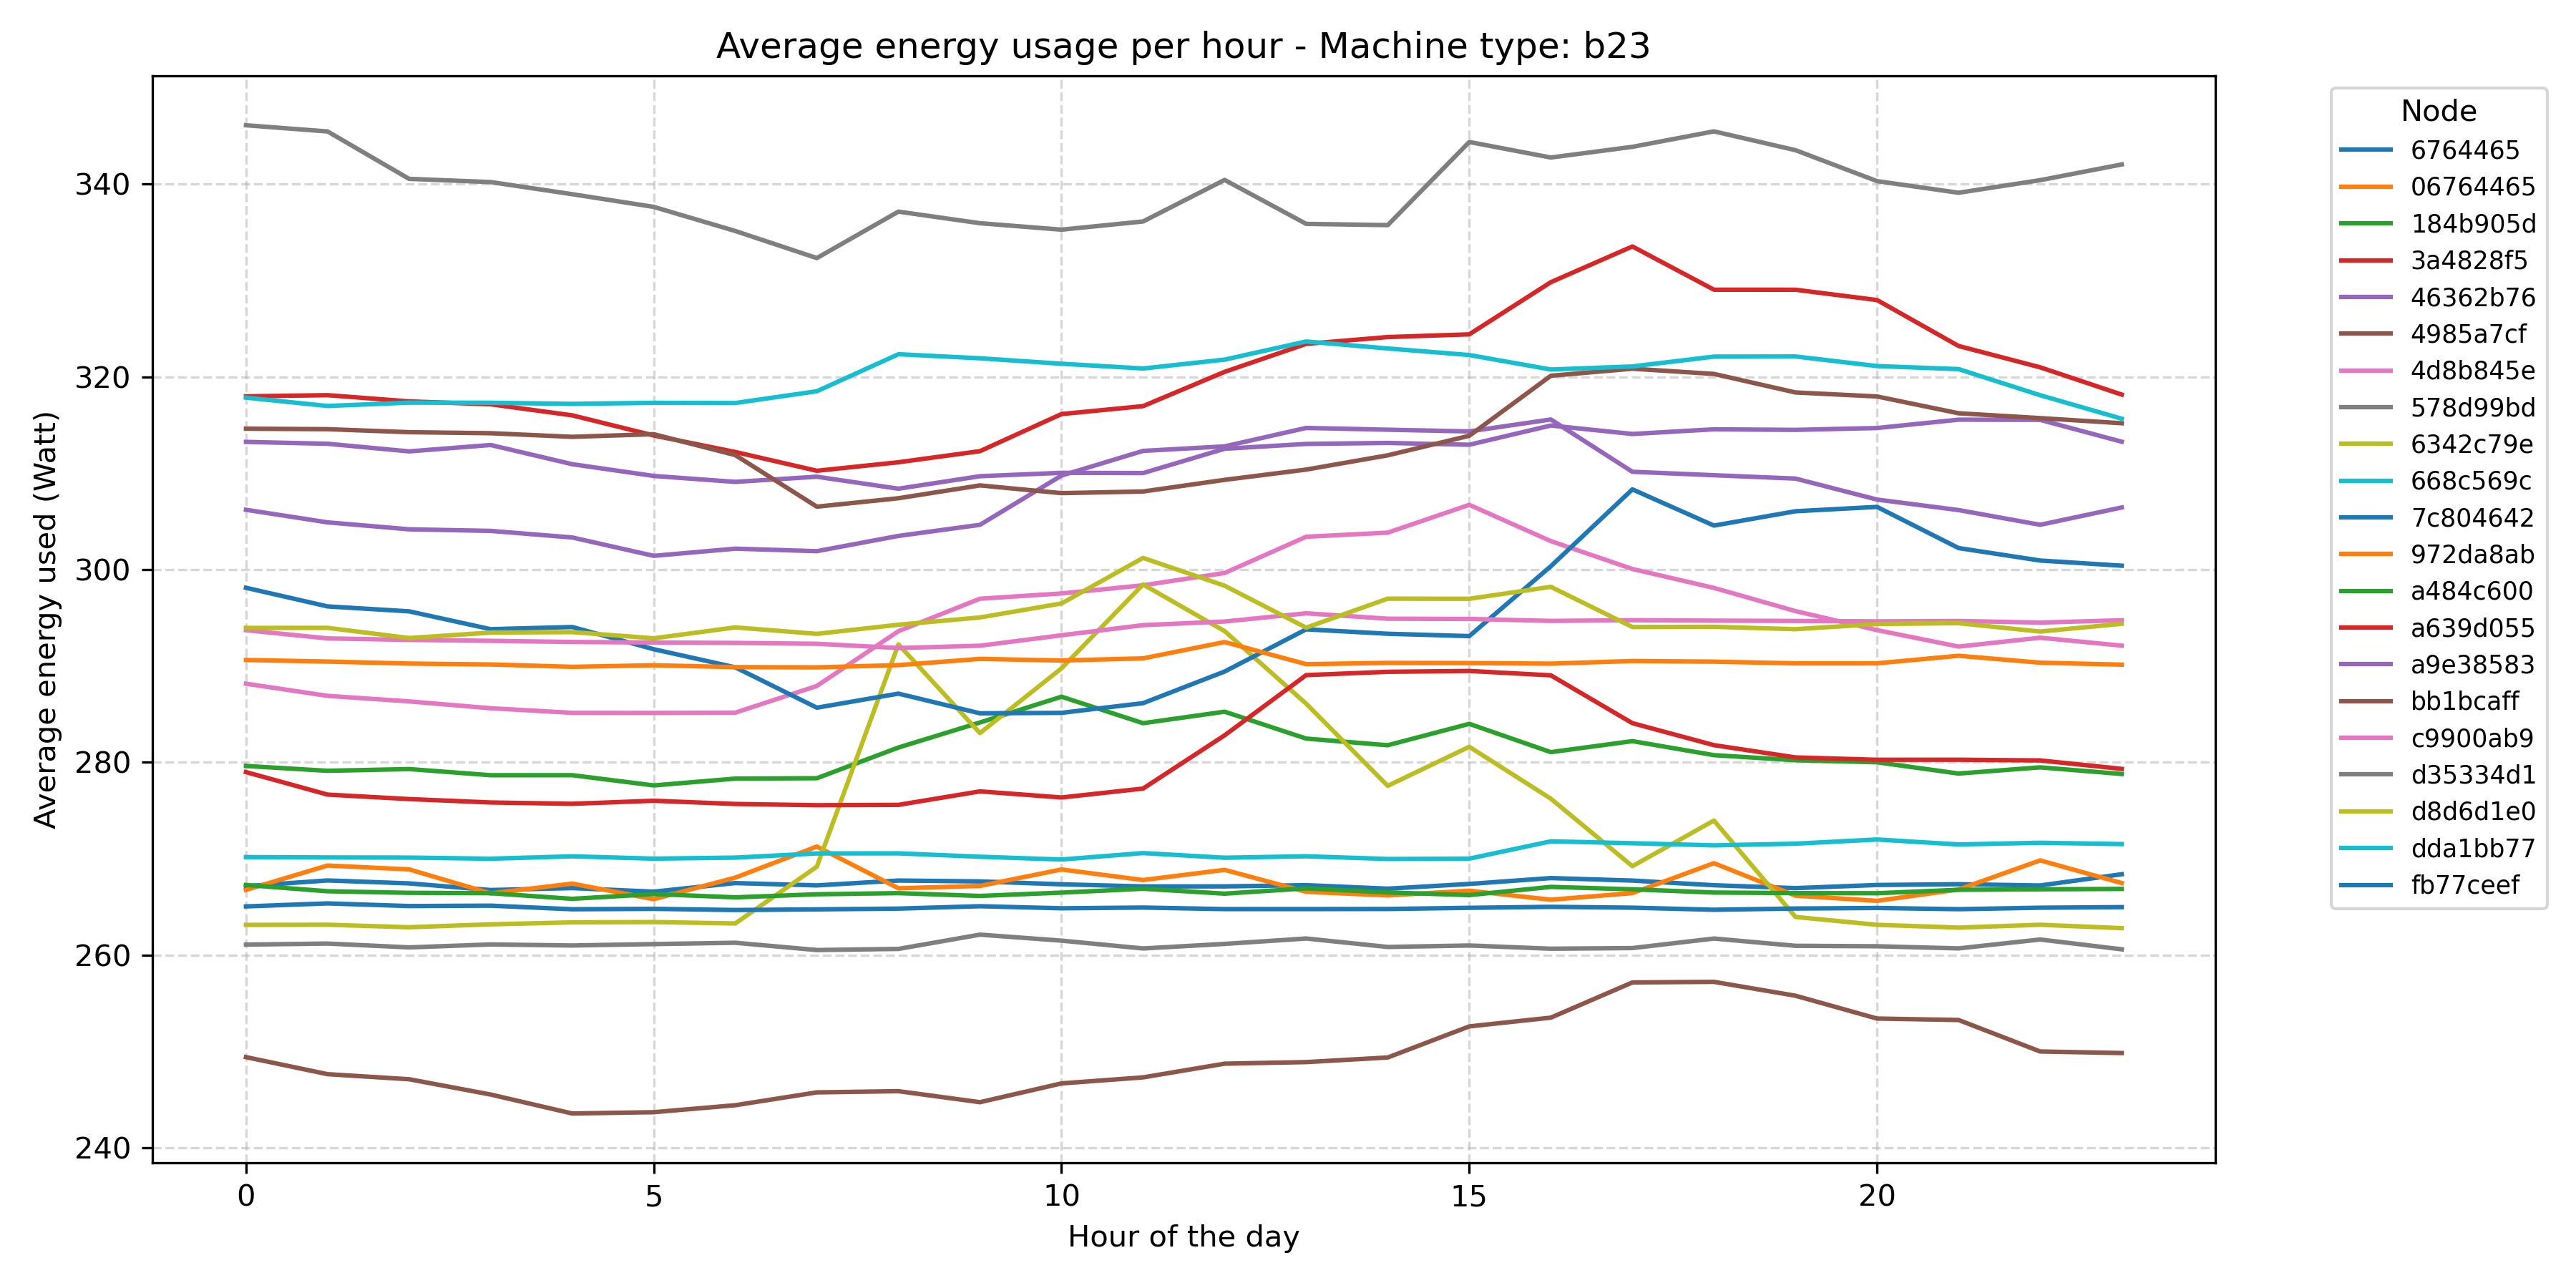 Average energy usage per hour - Machine type: b23
Average energy used (Watt)
340
320
300
280
260
240
0 5 10 15 20
Hour of the day
Node
6764465
06764465
184b905d
3a4828f5
46362b76
4985a7cf
4d8b845e
578d99bd
6342c79e
668c569c
7c804642
972da8ab
a484c600
a639d055
a9e38583
bb1bcaff
c9900ab9
d35334d1
d8d6d1e0
dda1bb77
fb77ceef